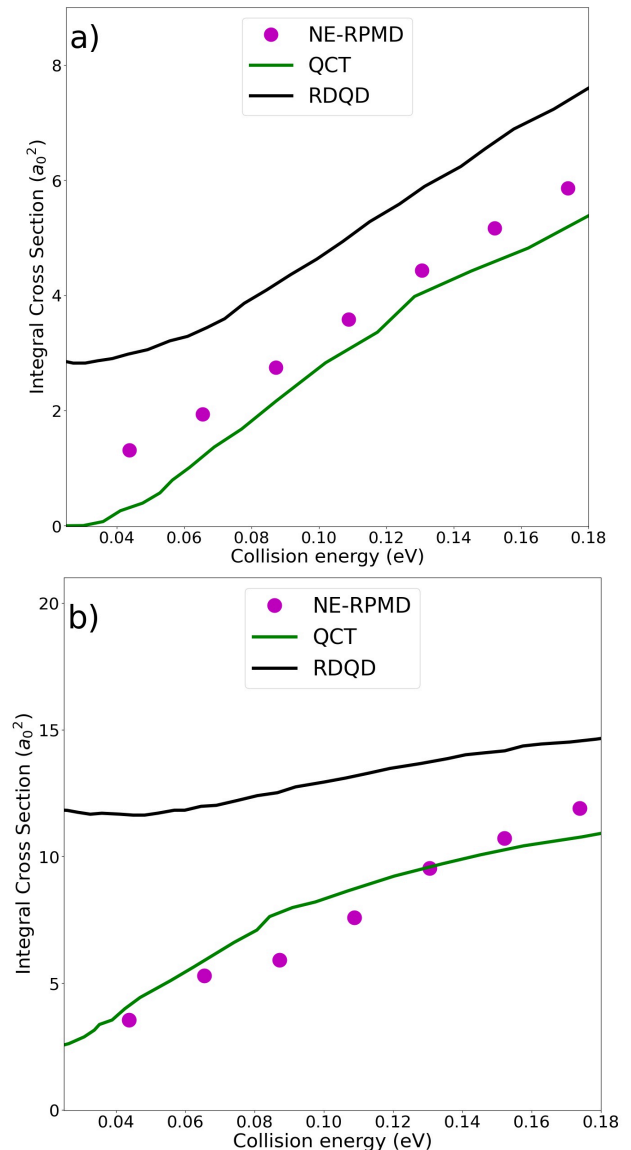 a)
NE-RPMD
QCT
RDQD
Integral Cross Section (a₀²)
8
6
4
2
0
0.04 0.06 0.08 0.10 0.12 0.14 0.16 0.18
Collision energy (eV)
b)
NE-RPMD
QCT
RDQD
Integral Cross Section (a₀²)
20
15
10
5
0
0.04 0.06 0.08 0.10 0.12 0.14 0.16 0.18
Collision energy (eV)